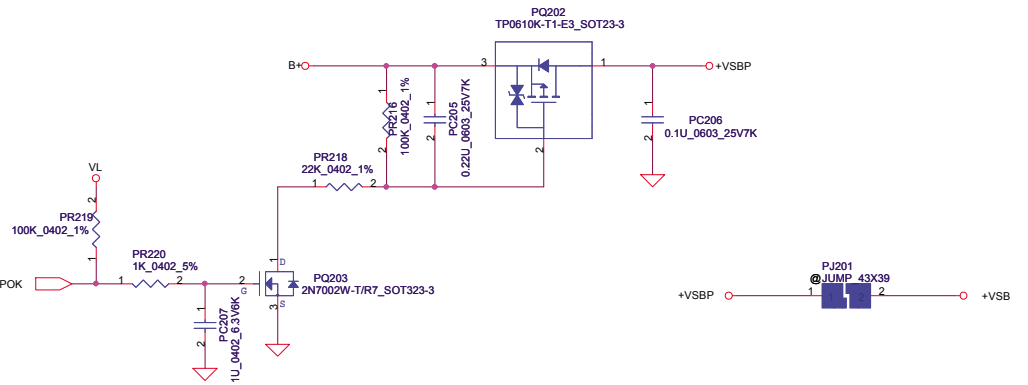 PQ202
TP0610K-T1-E3_SOT23-3
B+
3
1
+VSBP
1
PR216
100K_0402_1%
2
1
PC205
0.22U_0603_25V7K
2
2
1
PC206
0.1U_0603_25V7K
2
PR218
22K_0402_1%
1
2
VL
2
PR219
100K_0402_1%
1
PR220
1K_0402_5%
POK
1
2
2
G
1
D
PQ203
2N7002W-T/R7_SOT323-3
3
S
1
PC207
1U_0402_6.3V6K
2
PJ201
@JUMP_43X39
+VSBP
1
1
2
2
+VSB